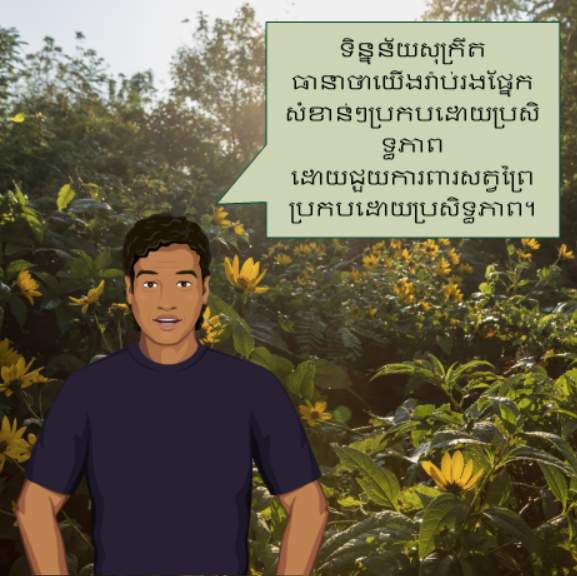 ទិន្នន័យសុក្រឹត
ធានាថាយើងរ៉ាប់រងផ្នែក
សំខាន់ៗប្រកបដោយប្រសិ
ទ្ធភាព
ដោយជួយការពារសត្វព្រៃ
ប្រកបដោយប្រសិទ្ធភាព។